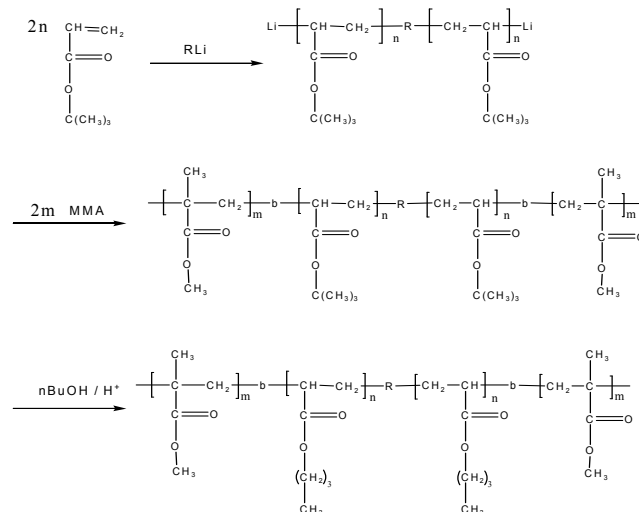 2n CH CH₂ C O O C(CH₃)₃
RLi
Li [ CH CH₂ ]n R [ CH₂ CH ]n Li
C O C O
O O
C(CH₃)₃ C(CH₃)₃
2m MMA
CH₃ CH₃
[ C CH₂ ]m b [ CH CH₂ ]n R [ CH₂ CH ]n b [ CH₂ C ]m
C O C O C O C O
O O O O
CH₃ C(CH₃)₃ C(CH₃)₃ CH₃
nBuOH / H⁺
CH₃ CH₃
[ C CH₂ ]m b [ CH CH₂ ]n R [ CH₂ CH ]n b [ CH₂ C ]m
C O C O C O C O
O O O O
CH₃ (CH₂)₃ (CH₂)₃ CH₃
CH₃ CH₃